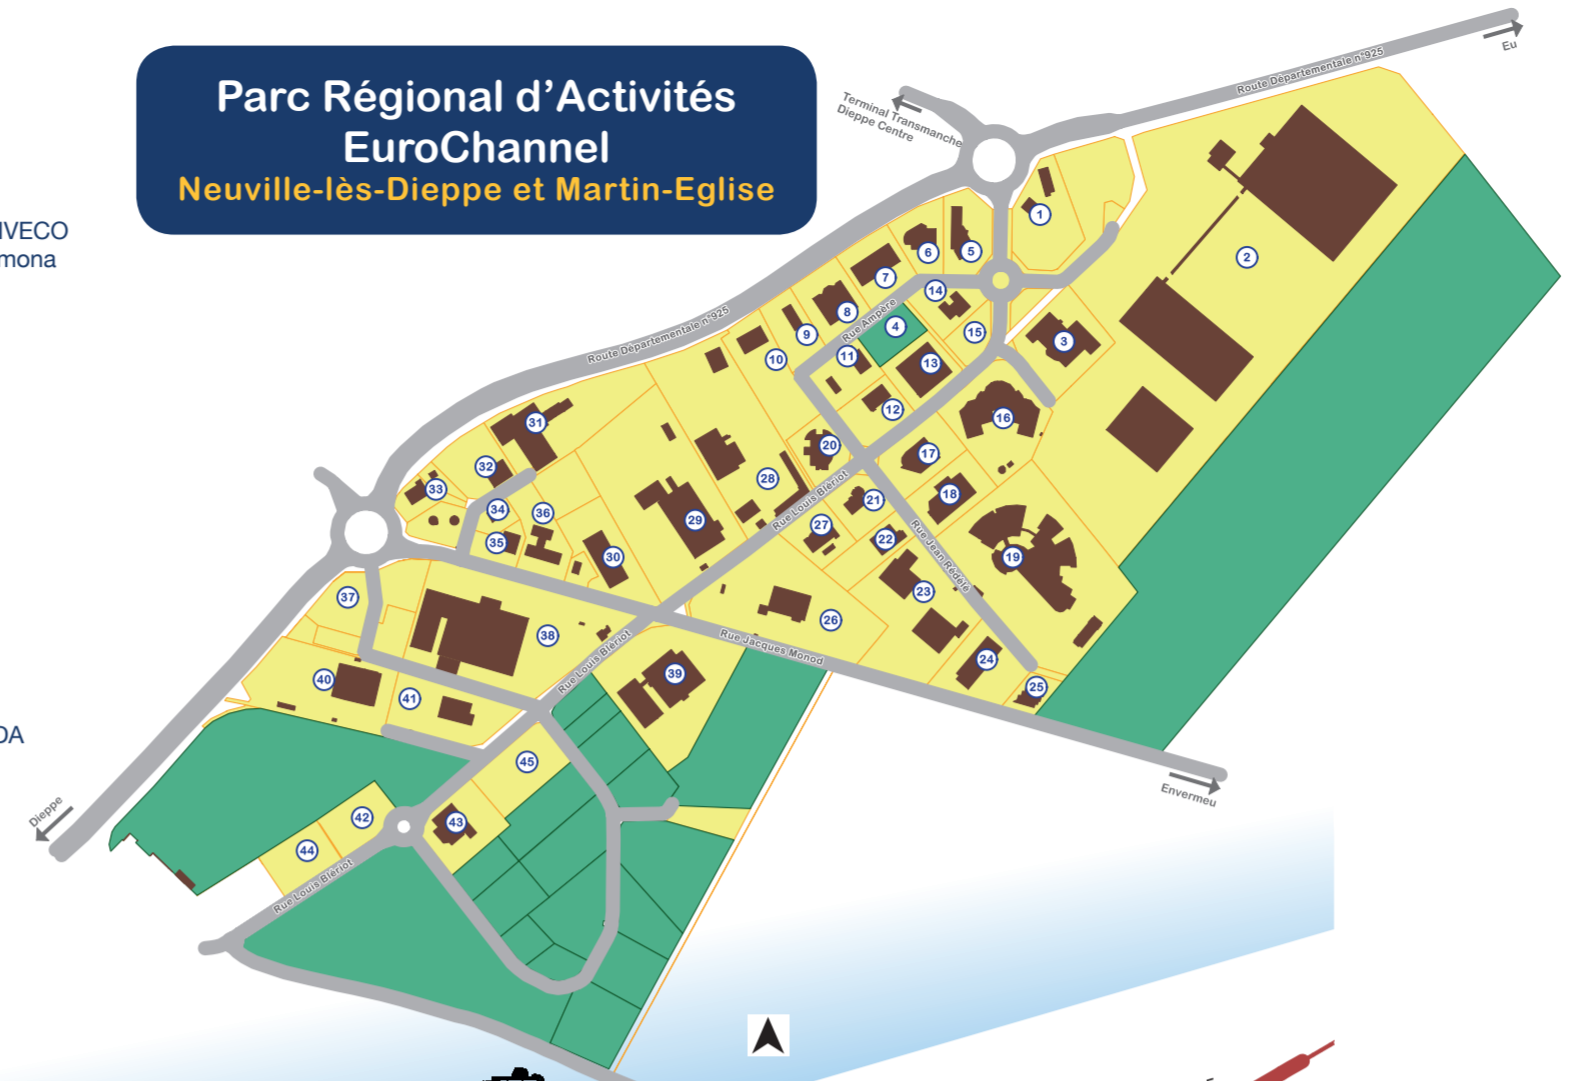 Parc Régional d'Activités
EuroChannel
Neuville-lès-Dieppe et Martin-Eglise
IVECO
mona
DA
Eu
Route Départementale n°925
Terminal Transmanche
Dieppe Centre
1
2
3
4
5
6
7
8
9
10
11
12
13
14
15
16
17
18
19
20
21
22
23
24
25
26
27
28
29
30
31
32
33
34
35
36
37
38
39
40
41
42
43
44
45
Rue Ampère
Route Départementale n°925
Rue Louis Blériot
Rue Jean Rédélé
Rue Jacques Monod
Rue Louis Blériot
Rue Louis Blériot
Dieppe
Envermeu